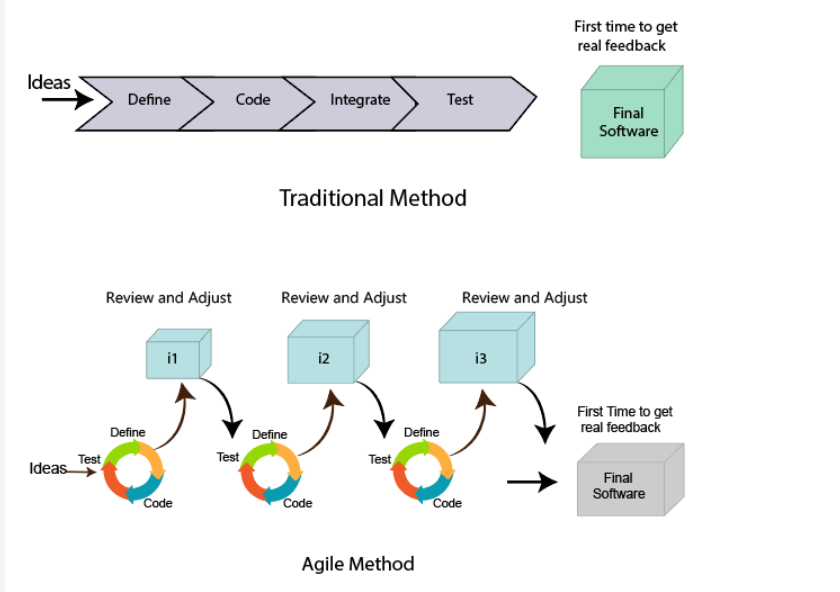 First time to get
real feedback
Ideas
Define
Code
Integrate
Test
Final
Software
Traditional Method
Review and Adjust
Review and Adjust
Review and Adjust
i1
i2
i3
First Time to get
real feedback
Define
Define
Define
Test
Test
Test
Ideas
Code
Code
Code
Final
Software
Agile Method